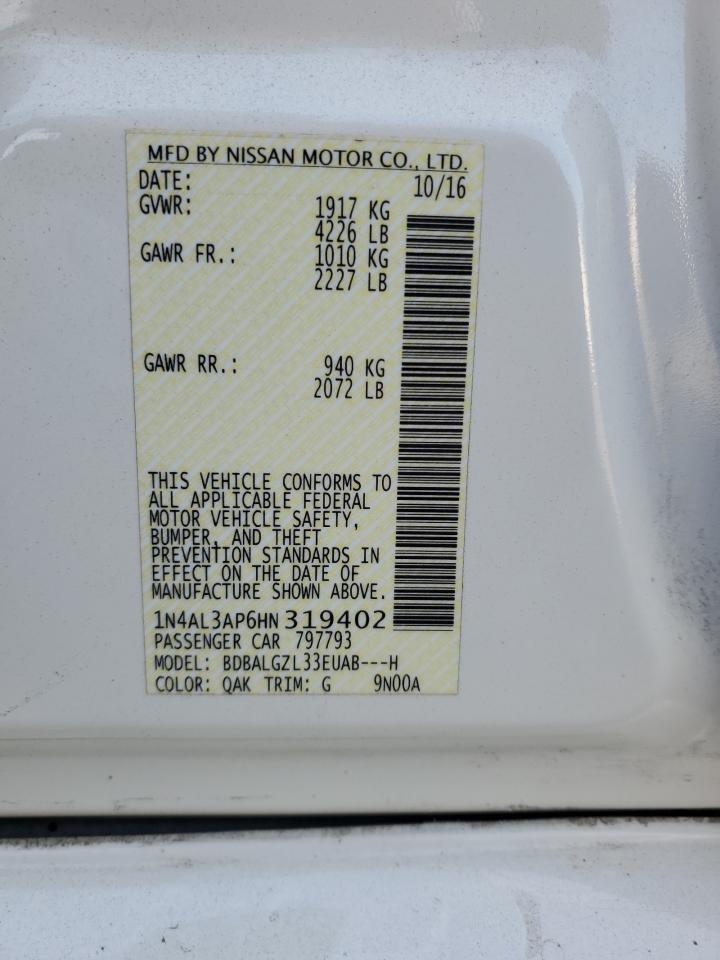 MFD BY NISSAN MOTOR CO., LTD.
DATE: 10/16
GVWR: 1917 KG
4226 LB
GAWR FR.: 1010 KG
2227 LB
GAWR RR.: 940 KG
2072 LB
THIS VEHICLE CONFORMS TO
ALL APPLICABLE FEDERAL
MOTOR VEHICLE SAFETY,
BUMPER, AND THEFT
PREVENTION STANDARDS IN
EFFECT ON THE DATE OF
MANUFACTURE SHOWN ABOVE.
1N4AL3AP6HN 319402
PASSENGER CAR 797793
MODEL: BDBALGZL33EUAB---H
COLOR: QAK TRIM: G 9N00A